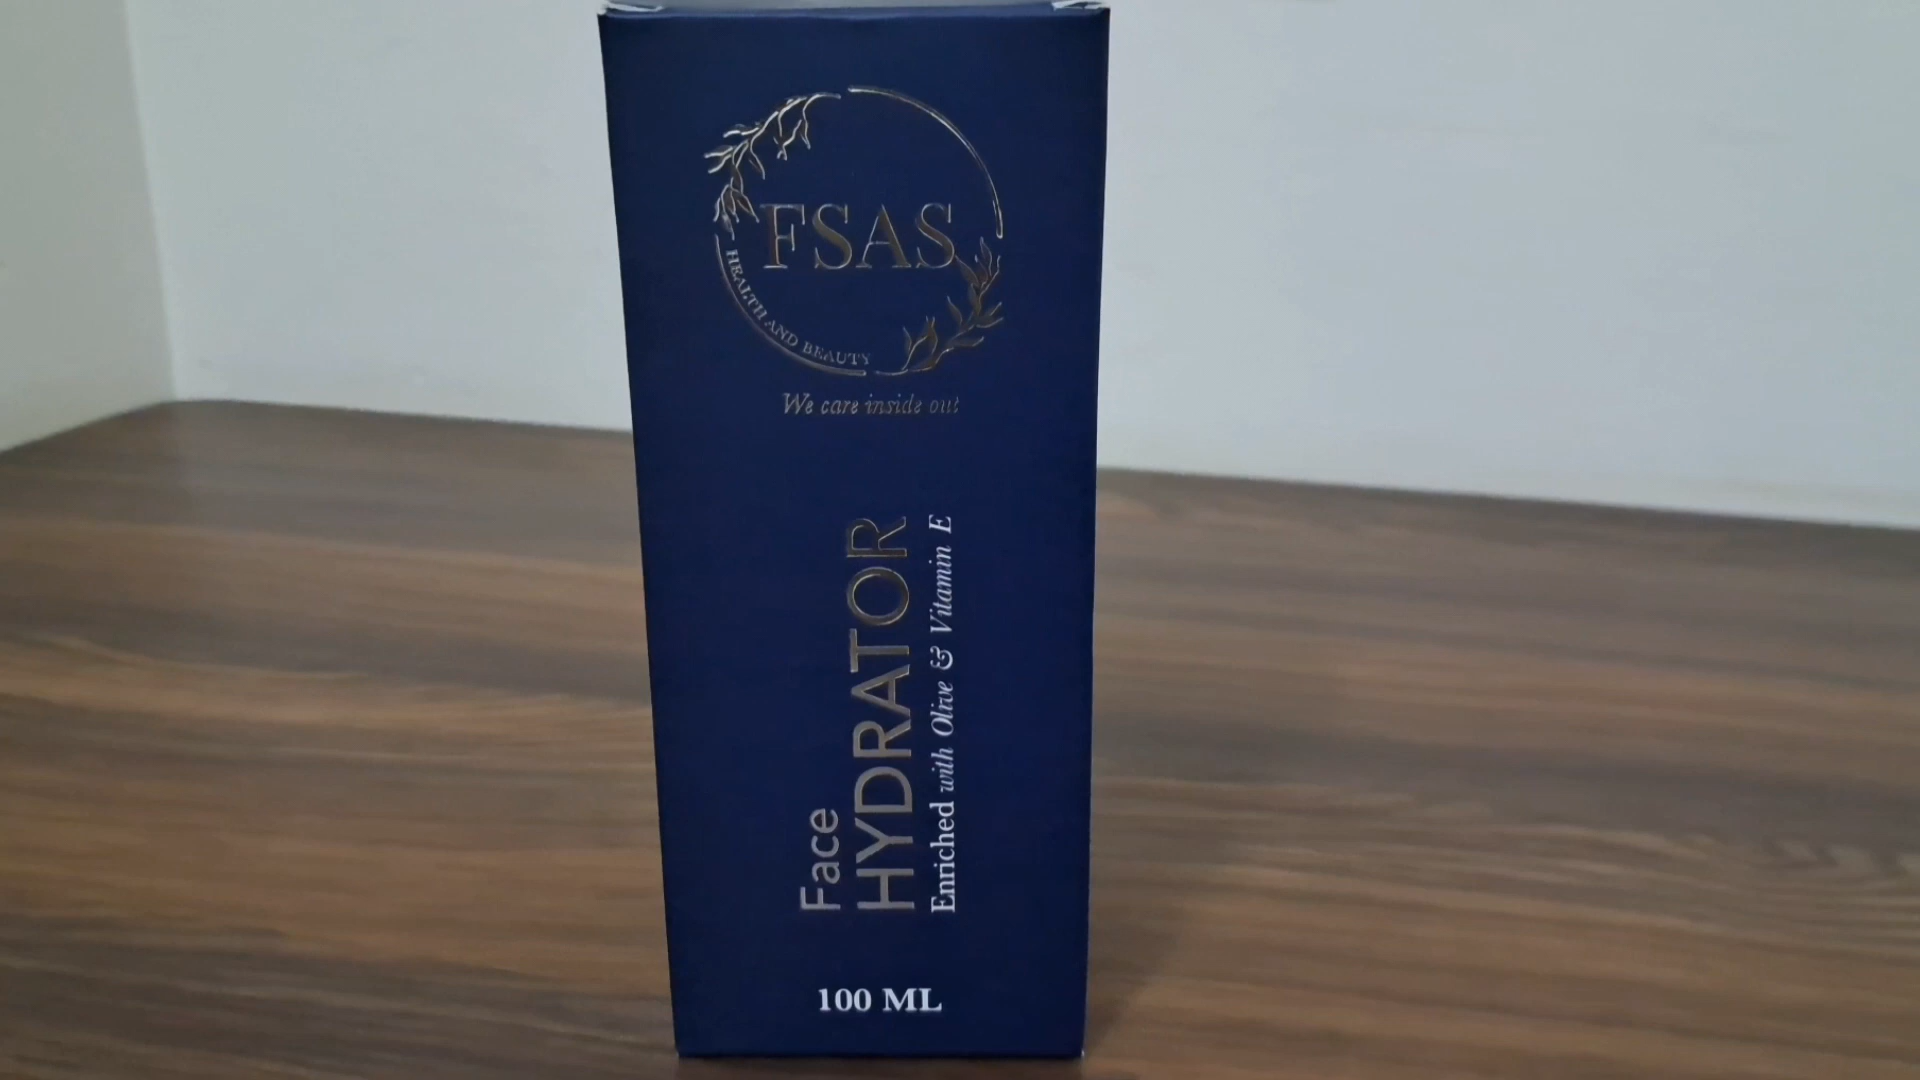 FSAS
HEALTH AND BEAUTY
We care inside out
Face
HYDRATOR
Enriched with Olive & Vitamin E
100 ML